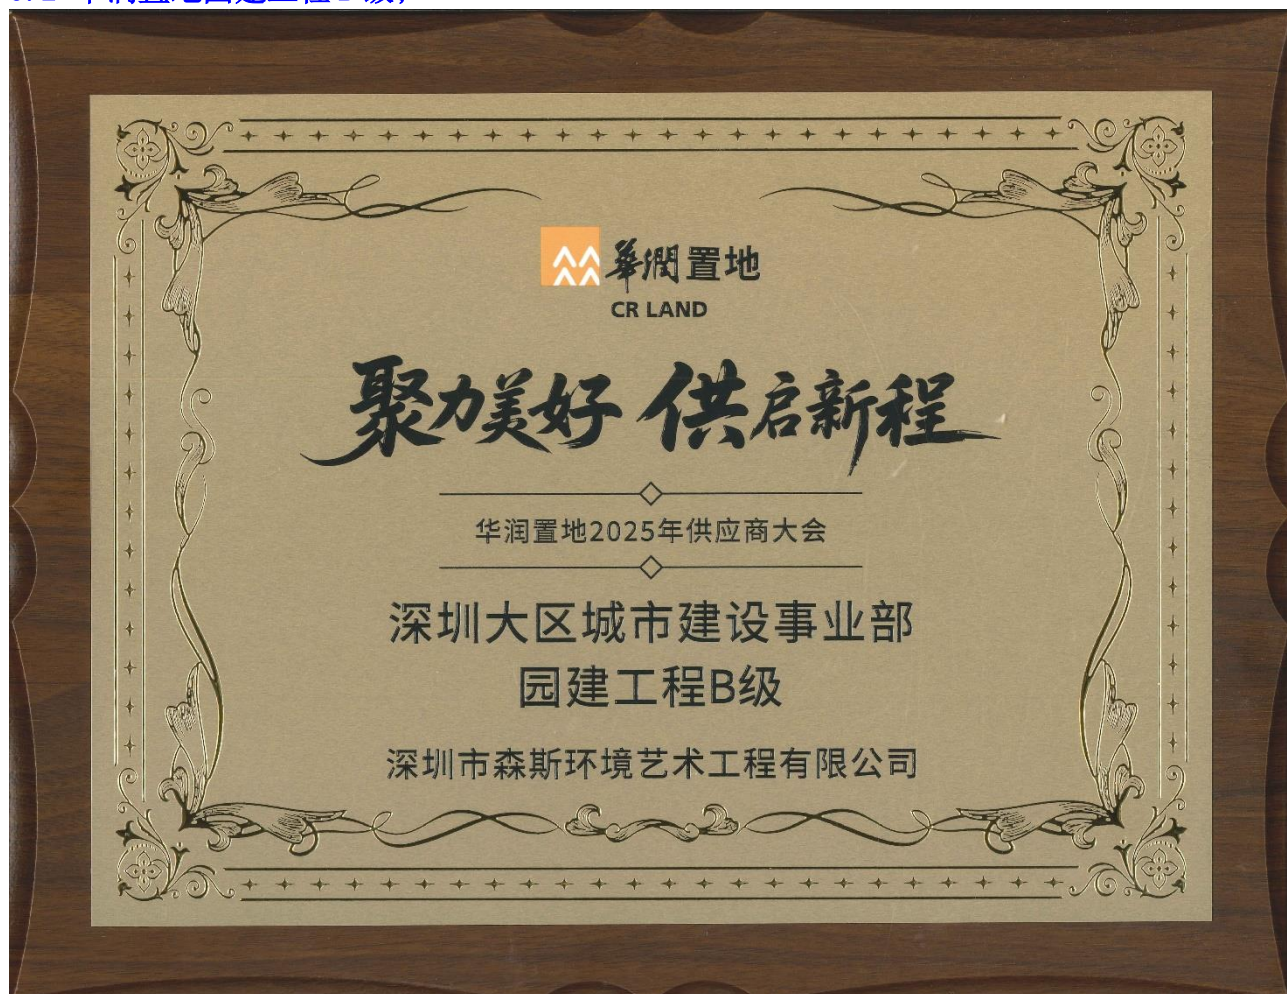 華润置地
CR LAND
聚力美好 供启新程
华润置地2025年供应商大会
深圳大区城市建设事业部
园建工程B级
深圳市森斯环境艺术工程有限公司